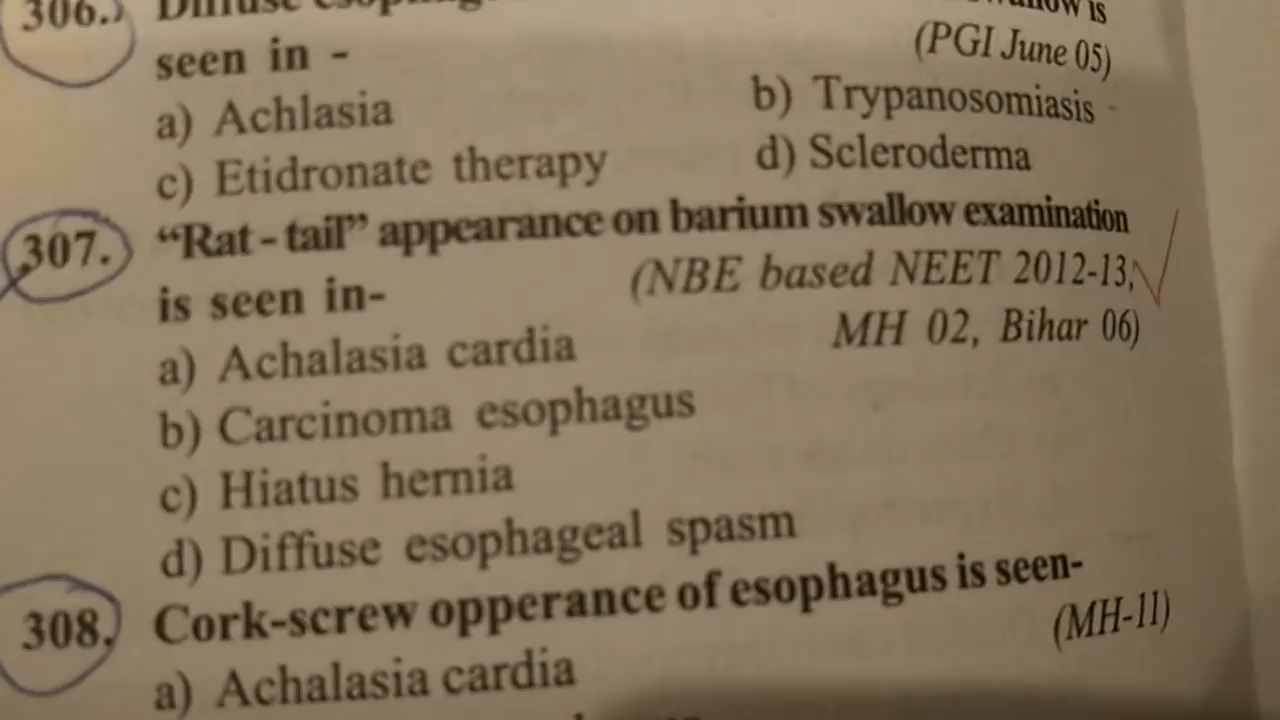 306.) Diffuse
seen in - (PGI June 05)
a) Achlasia b) Trypanosomiasis
c) Etidronate therapy d) Scleroderma
307. “Rat - tail” appearance on barium swallow examination
is seen in- (NBE based NEET 2012-13,
MH 02, Bihar 06)
a) Achalasia cardia
b) Carcinoma esophagus
c) Hiatus hernia
d) Diffuse esophageal spasm
308. Cork-screw opperance of esophagus is seen-
(MH-11)
a) Achalasia cardia